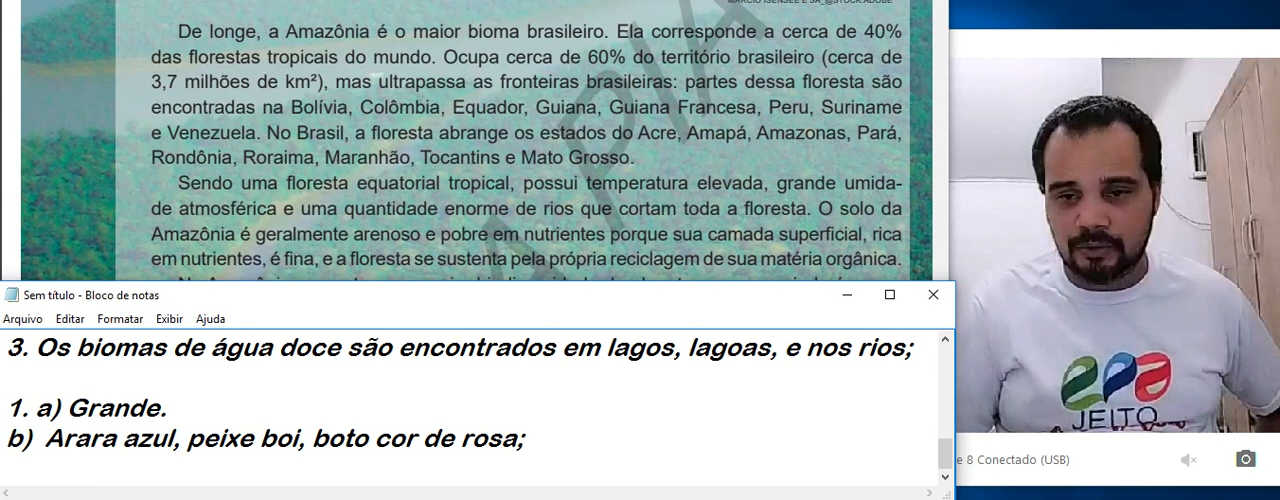 MARCIO ISENSEE E SÁ_@STOCK.ADOBE
De longe, a Amazônia é o maior bioma brasileiro. Ela corresponde a cerca de 40%
das florestas tropicais do mundo. Ocupa cerca de 60% do território brasileiro (cerca de
3,7 milhões de km²), mas ultrapassa as fronteiras brasileiras: partes dessa floresta são
encontradas na Bolívia, Colômbia, Equador, Guiana, Guiana Francesa, Peru, Suriname
e Venezuela. No Brasil, a floresta abrange os estados do Acre, Amapá, Amazonas, Pará,
Rondônia, Roraima, Maranhão, Tocantins e Mato Grosso.
Sendo uma floresta equatorial tropical, possui temperatura elevada, grande umida-
de atmosférica e uma quantidade enorme de rios que cortam toda a floresta. O solo da
Amazônia é geralmente arenoso e pobre em nutrientes porque sua camada superficial, rica
em nutrientes, é fina, e a floresta se sustenta pela própria reciclagem de sua matéria orgânica.
Sem título - Bloco de notas
Arquivo Editar Formatar Exibir Ajuda
3. Os biomas de água doce são encontrados em lagos, lagoas, e nos rios;
1. a) Grande.
b) Arara azul, peixe boi, boto cor de rosa;
epa
JEITO
e 8 Conectado (USB)